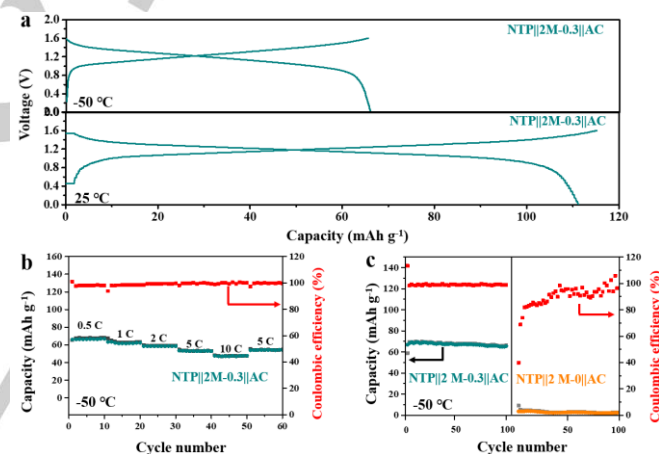 a
2.0
1.6
1.2
0.8
0.4
NTP||2M-0.3||AC
-50 °C
Voltage (V)
1.6
1.2
0.8
0.4
0.0
NTP||2M-0.3||AC
25 °C
0 20 40 60 80 100 120
Capacity (mAh g⁻¹)
b
160
140
120
100
80
60
40
20
0
Capacity (mAh g⁻¹)
120
100
80
60
40
20
0
Coulombic efficiency (%)
0.5 C 1 C 2 C 5 C 10 C 5 C
NTP||2M-0.3||AC
-50 °C
0 10 20 30 40 50 60
Cycle number
c
140
120
100
80
60
40
20
0
Capacity (mAh g⁻¹)
120
100
80
60
40
20
0
Coulombic efficiency (%)
NTP||2 M-0.3||AC
NTP||2 M-0||AC
-50 °C
0 50 100 50 100
Cycle number